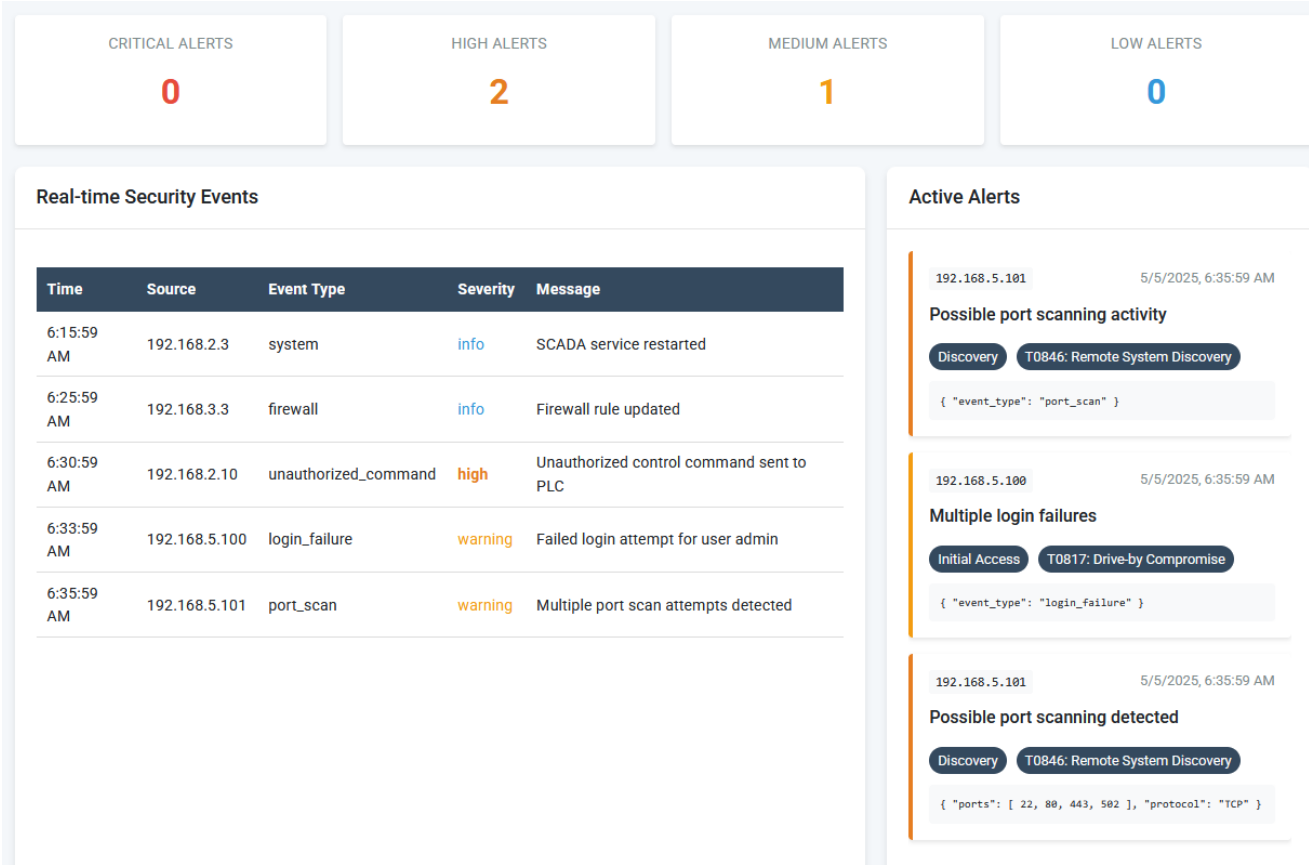 CRITICAL ALERTS
0
HIGH ALERTS
2
MEDIUM ALERTS
1
LOW ALERTS
0
Real-time Security Events
Time Source Event Type Severity Message
6:15:59
AM
192.168.2.3 system info SCADA service restarted
6:25:59
AM
192.168.3.3 firewall info Firewall rule updated
6:30:59
AM
192.168.2.10 unauthorized_command high Unauthorized control command sent to
PLC
6:33:59
AM
192.168.5.100 login_failure warning Failed login attempt for user admin
6:35:59
AM
192.168.5.101 port_scan warning Multiple port scan attempts detected
Active Alerts
192.168.5.101 5/5/2025, 6:35:59 AM
Possible port scanning activity
Discovery T0846: Remote System Discovery
{ "event_type": "port_scan" }
192.168.5.100 5/5/2025, 6:35:59 AM
Multiple login failures
Initial Access T0817: Drive-by Compromise
{ "event_type": "login_failure" }
192.168.5.101 5/5/2025, 6:35:59 AM
Possible port scanning detected
Discovery T0846: Remote System Discovery
{ "ports": [ 22, 80, 443, 502 ], "protocol": "TCP" }